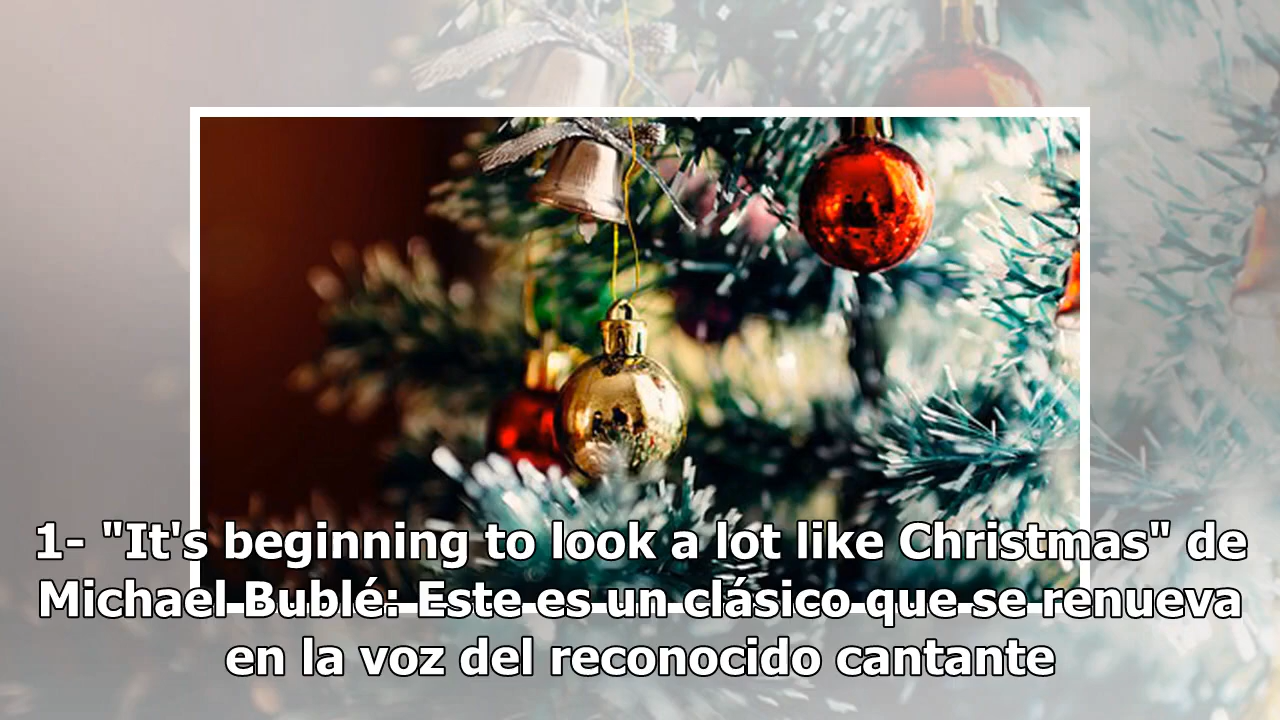 1- "It's beginning to look a lot like Christmas" de
Michael Bublé: Este es un clásico que se renueva
en la voz del reconocido cantante